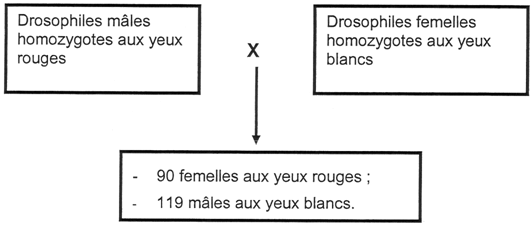 Drosophiles mâles
homozygotes aux yeux
rouges
X
Drosophiles femelles
homozygotes aux yeux
blancs
- 90 femelles aux yeux rouges ;
- 119 mâles aux yeux blancs.